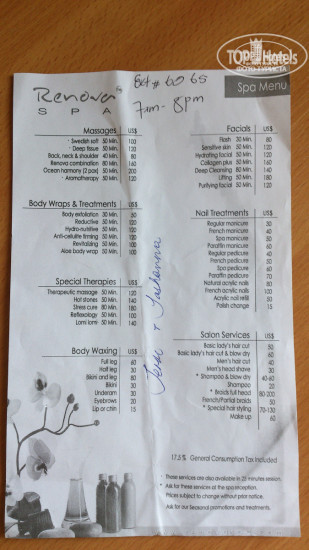 TOP Hotels
Renova Spa
Ext# 6065
7am - 8pm
Spa Menu
Massages US$
· Swedish soft 50 Min. 100
· Deep tissue 50 Min. 120
Back, neck & shoulder 40 Min. 80
Renova combination 80 Min. 140
Ocean harmony (2 pax) 50 Min. 200
· Aromatherapy 50 Min. 120
Body Wraps & Treatments US$
Body exfoliation 30 Min. 50
Reductive 50 Min. 120
Hydro-nutritive 50 Min. 120
Anti-cellulite firming 50 Min. 120
Revitalizing 50 Min. 100
Aloe body wrap 50 Min. 100
Special Therapies US$
Therapeutic massage 50 Min. 120
Hot stones 50 Min. 140
Stress cure 80 Min. 180
Reflexology 50 Min. 100
Lomi lomi 50 Min. 140
Body Waxing US$
Full leg 60
Half leg 30
Bikini and leg 80
Bikini 30
Underarm 30
Eyebrows 20
Lip or chin 15
Facials US$
Flash 30 Min. 80
Sensitive skin 50 Min. 120
Hydrating facial 50 Min. 120
Collagen plus 50 Min. 160
Deep Cleansing 80 Min. 140
Lifting 50 Min. 180
Purifying facial 50 Min. 120
Nail Treatments US$
Regular manicure 30
French manicure 40
Spa manicure 50
Paraffin manicure 60
Regular pedicure 40
French pedicure 50
Spa pedicure 60
Paraffin pedicure 70
Natural acrylic nails 80
French acrylic nails 100
Acrylic nail refill 50
Polish change 15
Salon Services US$
Basic lady's hair cut 50
Basic lady's hair cut & blow dry 60
Men's hair cut 30
Men's head shave 30
* Shampoo & blow dry 40-60
Shampoo 20
* Braids full head 80-200
French/Partial braids 50
* Special hair styling 70-130
Make up 60
17.5 % General Consumption Tax Included
· These services are also available in 25 minutes session.
* Ask for these services at the spa reception.
Prices subject to change without prior notice.
Ask for our Seasonal promotions and treatments.